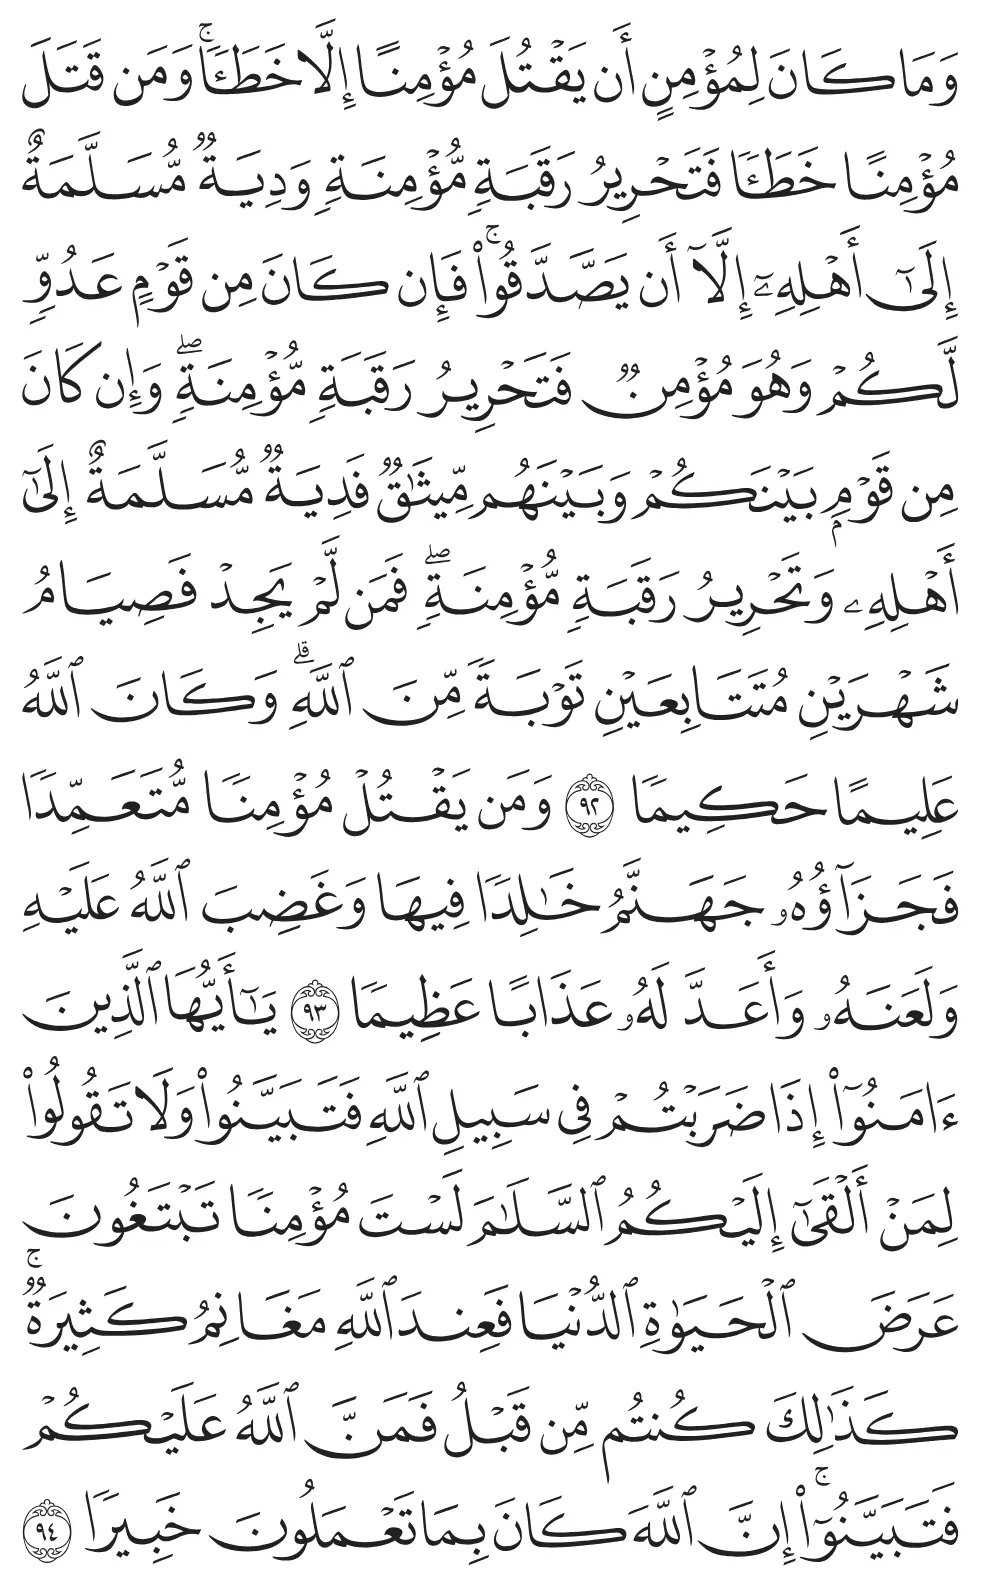 وَمَا كَانَ لِمُؤْمِنٍ أَن يَقْتُلَ مُؤْمِنًا إِلَّا خَطَـًٔا ۚ وَمَن قَتَلَ
مُؤْمِنًا خَطَـًٔا فَتَحْرِيرُ رَقَبَةٍ مُّؤْمِنَةٍ وَدِيَةٌ مُّسَلَّمَةٌ
إِلَىٰٓ أَهْلِهِۦٓ إِلَّآ أَن يَصَّدَّقُوا۟ ۚ فَإِن كَانَ مِن قَوْمٍ عَدُوٍّ
لَّكُمْ وَهُوَ مُؤْمِنٌ فَتَحْرِيرُ رَقَبَةٍ مُّؤْمِنَةٍ ۖ وَإِن كَانَ
مِن قَوْمٍۭ بَيْنَكُمْ وَبَيْنَهُم مِّيثَـٰقٌ فَدِيَةٌ مُّسَلَّمَةٌ إِلَىٰٓ
أَهْلِهِۦ وَتَحْرِيرُ رَقَبَةٍ مُّؤْمِنَةٍ ۖ فَمَن لَّمْ يَجِدْ فَصِيَامُ
شَهْرَيْنِ مُتَتَابِعَيْنِ تَوْبَةً مِّنَ ٱللَّهِ ۗ وَكَانَ ٱللَّهُ
عَلِيمًا حَكِيمًا ٩٢ وَمَن يَقْتُلْ مُؤْمِنًا مُّتَعَمِّدًا
فَجَزَآؤُهُۥ جَهَنَّمُ خَـٰلِدًا فِيهَا وَغَضِبَ ٱللَّهُ عَلَيْهِ
وَلَعَنَهُۥ وَأَعَدَّ لَهُۥ عَذَابًا عَظِيمًا ٩٣ يَـٰٓأَيُّهَا ٱلَّذِينَ
ءَامَنُوٓا۟ إِذَا ضَرَبْتُمْ فِى سَبِيلِ ٱللَّهِ فَتَبَيَّنُوا۟ وَلَا تَقُولُوا۟
لِمَنْ أَلْقَىٰٓ إِلَيْكُمُ ٱلسَّلَـٰمَ لَسْتَ مُؤْمِنًا تَبْتَغُونَ
عَرَضَ ٱلْحَيَوٰةِ ٱلدُّنْيَا فَعِندَ ٱللَّهِ مَغَانِمُ كَثِيرَةٌ ۚ
كَذَٰلِكَ كُنتُم مِّن قَبْلُ فَمَنَّ ٱللَّهُ عَلَيْكُمْ
فَتَبَيَّنُوٓا۟ ۚ إِنَّ ٱللَّهَ كَانَ بِمَا تَعْمَلُونَ خَبِيرًا ٩٤